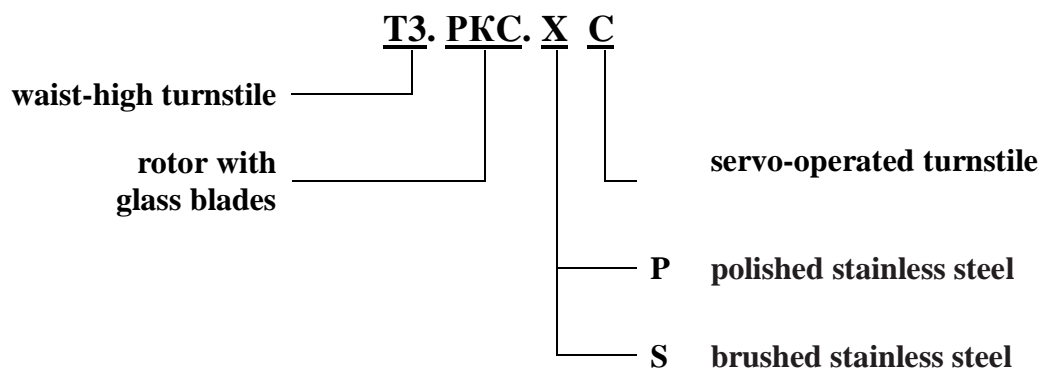 Т3. РКС. Х С
waist-high turnstile
rotor with
glass blades
servo-operated turnstile
P polished stainless steel
S brushed stainless steel